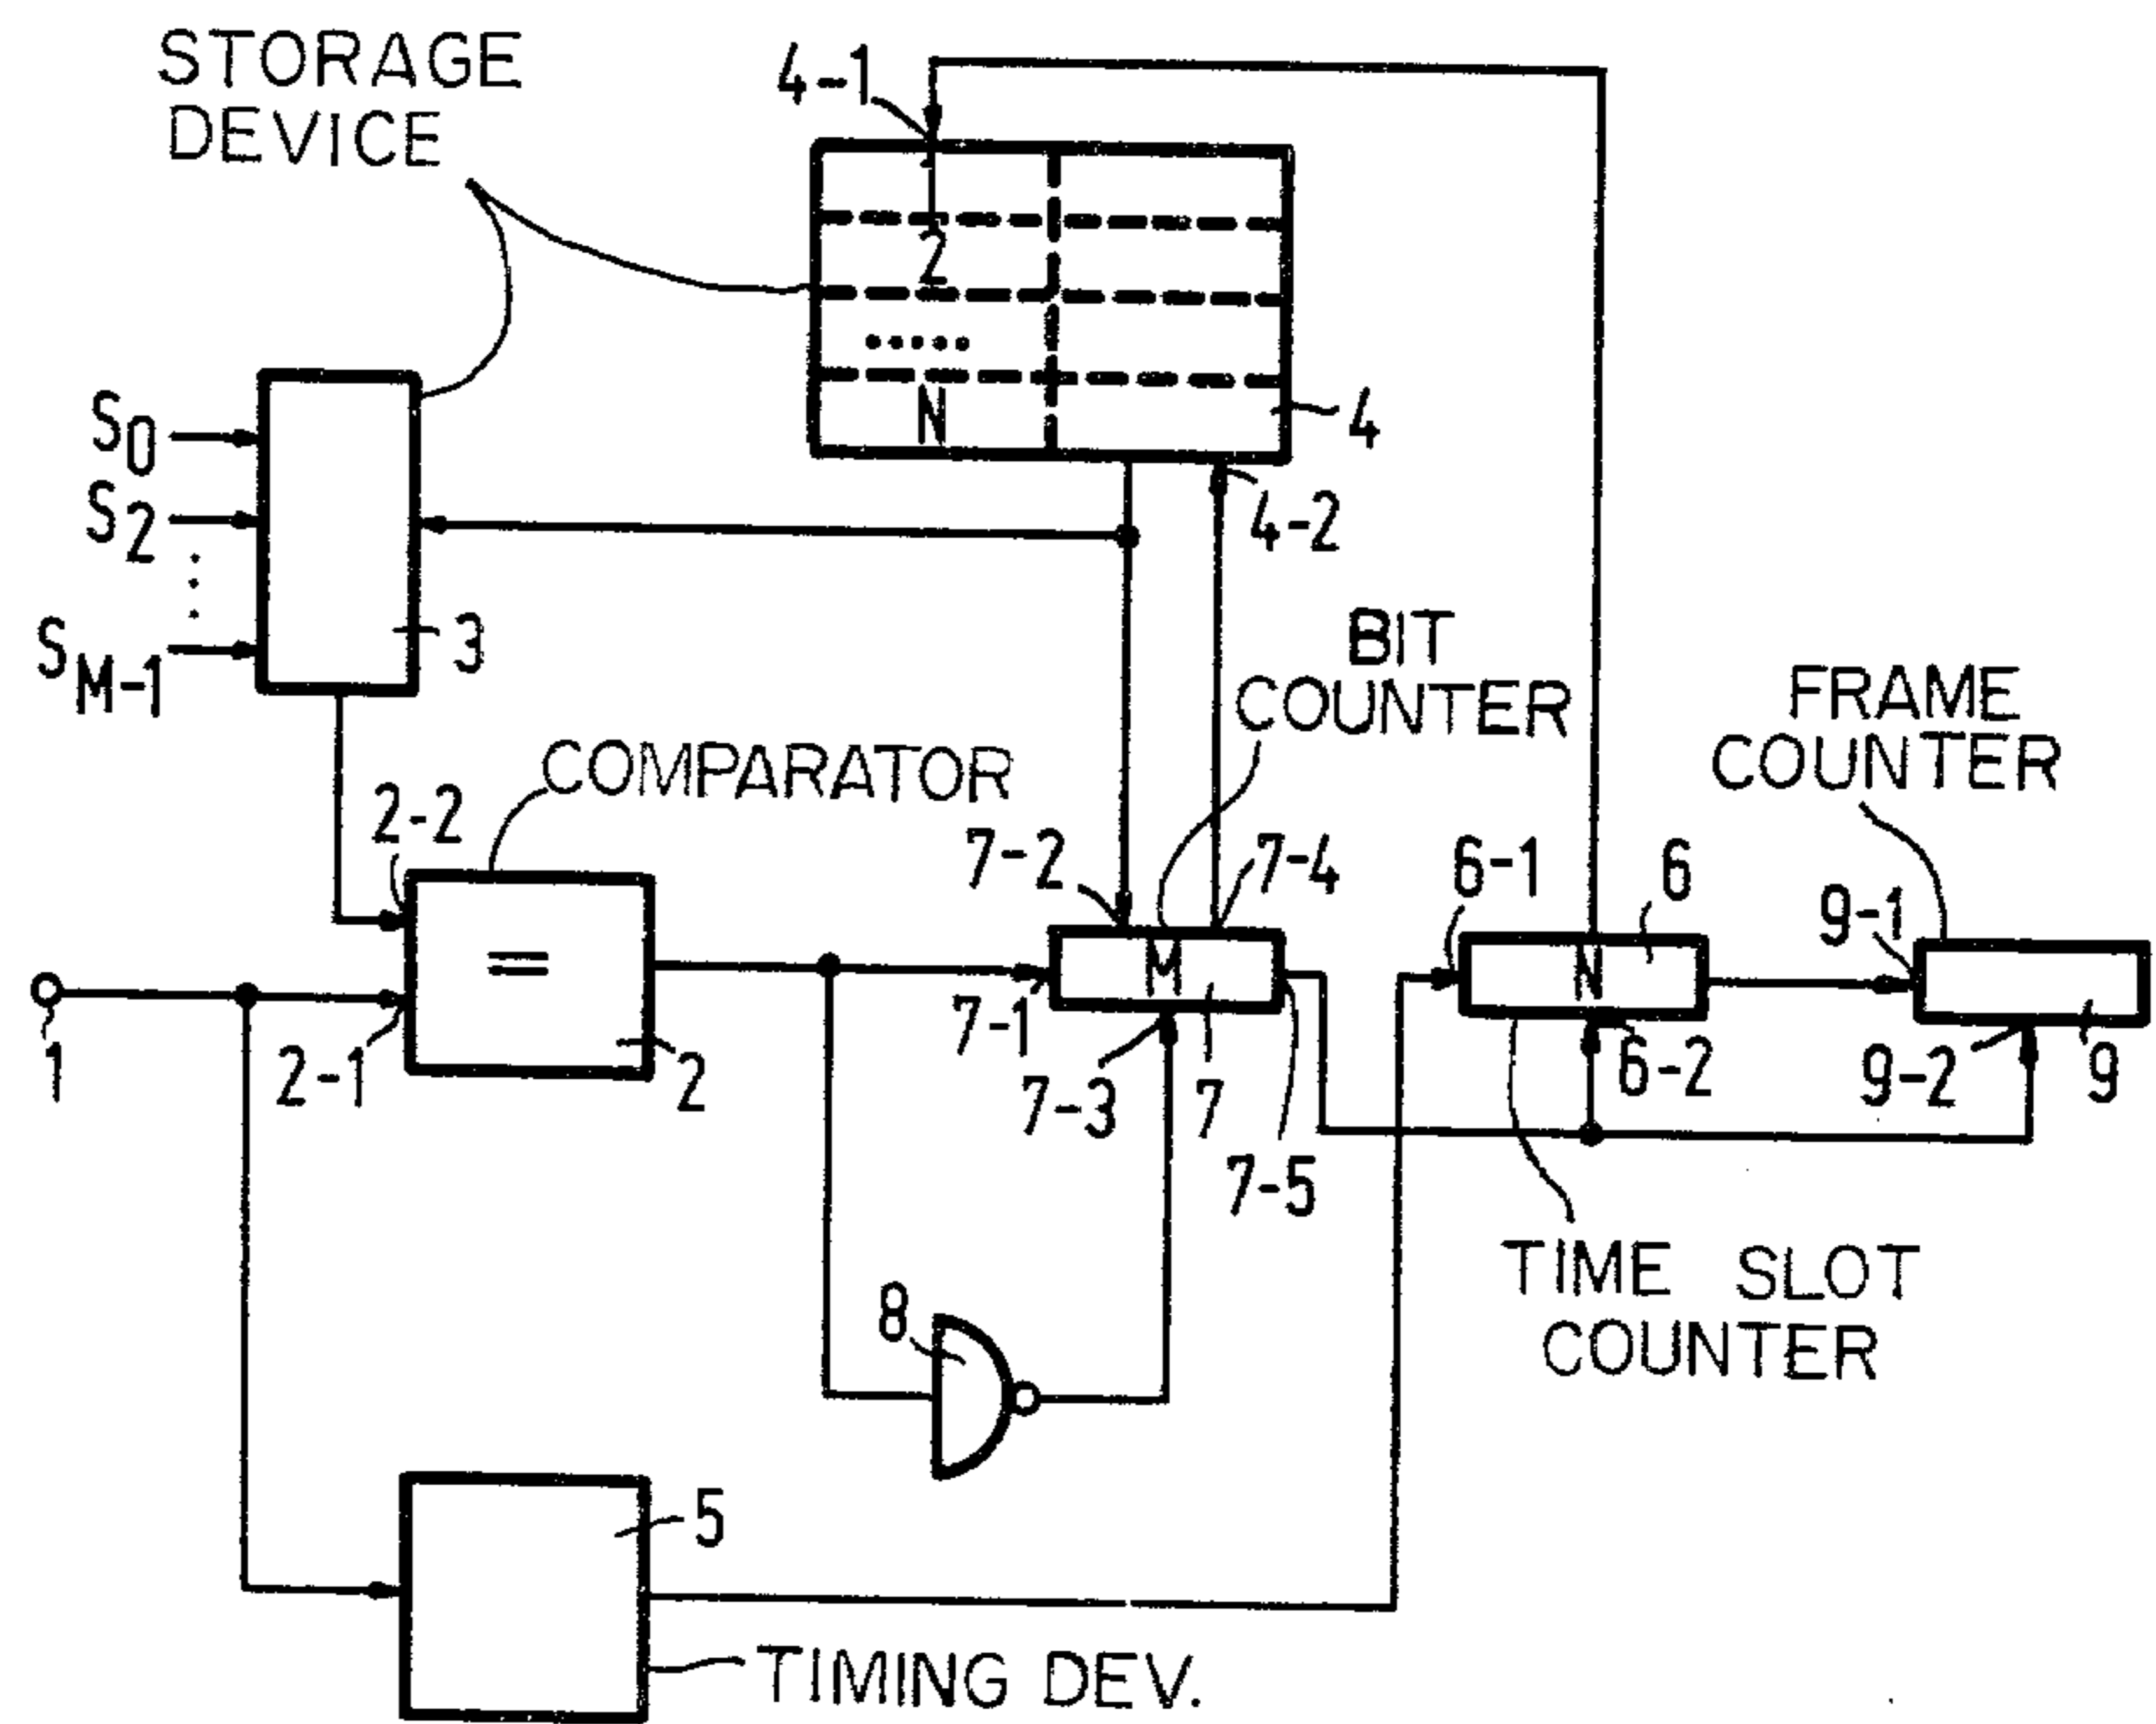 STORAGE
DEVICE
4-1
1
2
.....
N
4
4-2
S0
S2
SM-1
3
BIT
COUNTER
FRAME
COUNTER
COMPARATOR
2-2
7-2
7-4
6-1
6
9-1
=
M
N
1
2-1
2
7-1
7-3
7
7-5
6-2
9-2
9
8
TIME SLOT
COUNTER
5
TIMING DEV.